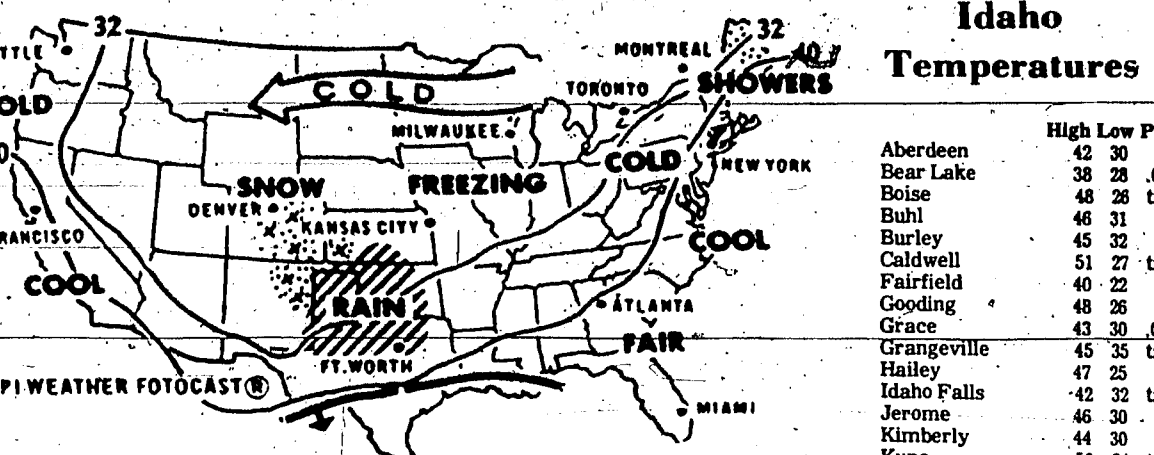 32
32
40
MONTREAL
SHOWERS
COLD
TORONTO
MILWAUKEE
COLD
NEW YORK
SNOW
FREEZING
DENVER
KANSAS CITY
COOL
COOL
RAIN
ATLANTA
FAIR
FT. WORTH
WEATHER FOTOCAST®
MIAMI
Idaho
Temperatures
High Low P
Aberdeen 42 30
Bear Lake 38 28
Boise 48 26 t
Buhl 46 31
Burley 45 32
Caldwell 51 27 t
Fairfield 40 22
Gooding 48 26
Grace 43 30
Grangeville 45 35 t
Hailey 47 25
Idaho Falls 42 32 t
Jerome 46 30
Kimberly 44 30